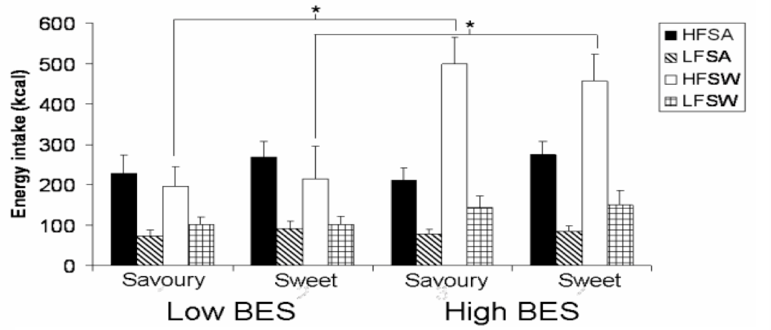 600
500
400
300
200
100
0
Energy intake (kcal)
*
*
HFSA
LFSA
HFSW
LFSW
Savoury
Sweet
Savoury
Sweet
Low BES
High BES